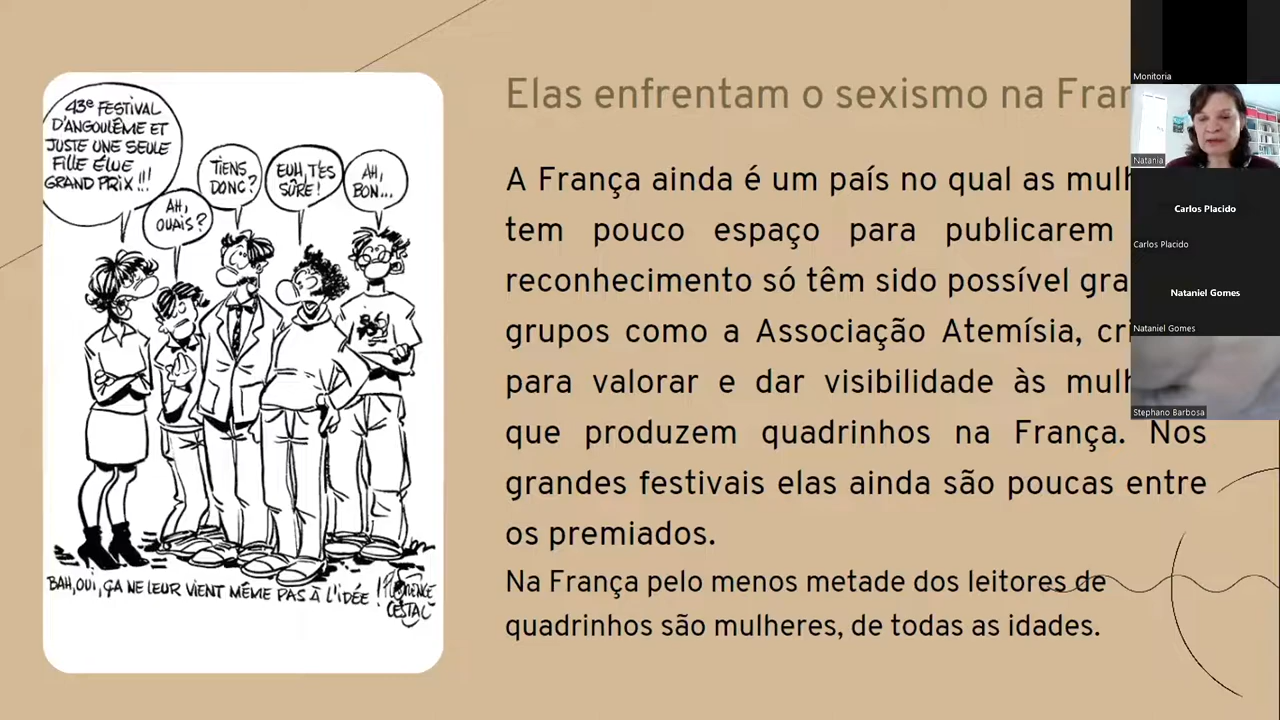 43e FESTIVAL
D'ANGOULÊME ET
JUSTE UNE SEULE
FILLE ÉLUE
GRAND PRIX !!!
AH,
OUAIS?
TIENS,
DONC?
EUH, T'ES
SÛRE!
AH,
BON...
BAH, OUI, ÇA NE LEUR VIENT MÊME PAS À L'IDÉE !
FLORENCE
CESTAC
Elas enfrentam o sexismo na Fran
A França ainda é um país no qual as mulh
tem pouco espaço para publicarem
reconhecimento só têm sido possível gra
grupos como a Associação Atemísia, cri
para valorar e dar visibilidade às mulh
que produzem quadrinhos na França. Nos
grandes festivais elas ainda são poucas entre
os premiados.
Na França pelo menos metade dos leitores de
quadrinhos são mulheres, de todas as idades.
Monitoria
Natania
Carlos Placido
Carlos Placido
Nataniel Gomes
Nataniel Gomes
Stephano Barbosa